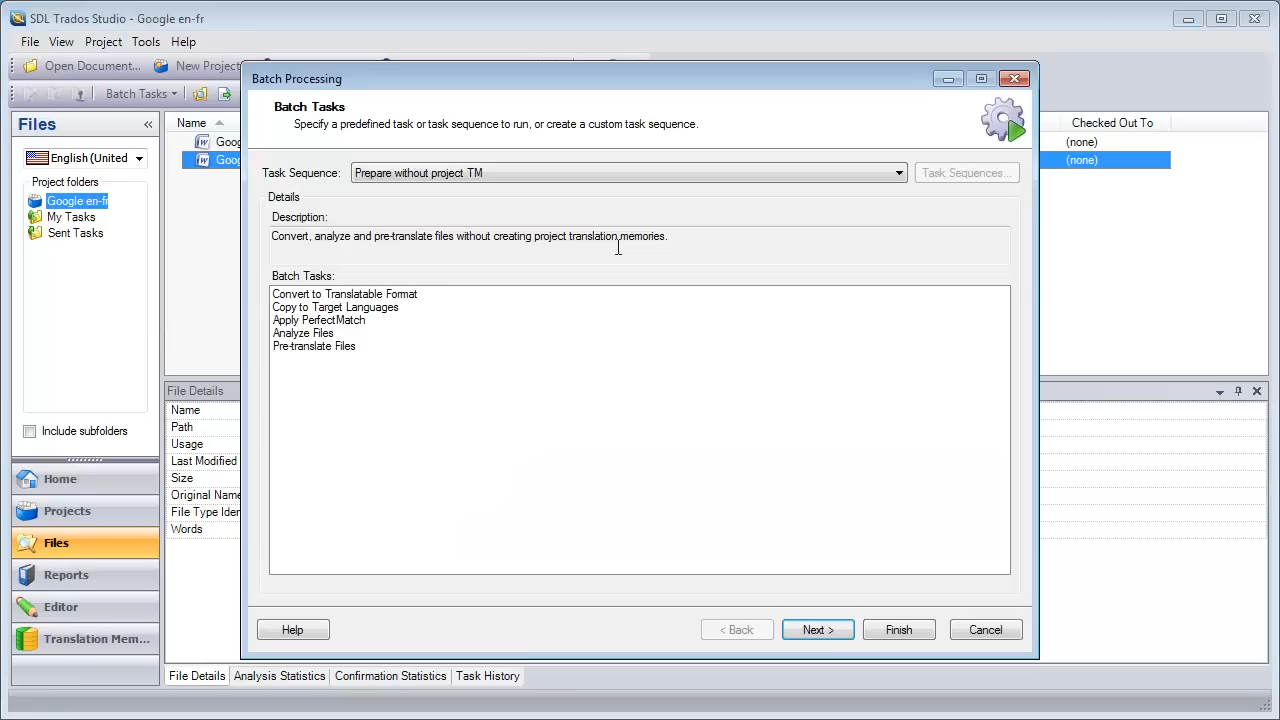 SDL Trados Studio - Google en-fr
File View Project Tools Help
Open Document... New Project
Batch Tasks
Files
English (United
Project folders
Google en-fr
My Tasks
Sent Tasks
Include subfolders
Home
Projects
Files
Reports
Editor
Translation Mem...
Name Checked Out To
(none)
(none)
Batch Processing
Batch Tasks
Specify a predefined task or task sequence to run, or create a custom task sequence.
Task Sequence: Prepare without project TM Task Sequences...
Details
Description:
Convert, analyze and pre-translate files without creating project translation memories.
Batch Tasks:
Convert to Translatable Format
Copy to Target Languages
Apply PerfectMatch
Analyze Files
Pre-translate Files
Help < Back Next > Finish Cancel
File Details
Name
Path
Usage
Last Modified
Size
Original Name
File Type Iden
Words
File Details Analysis Statistics Confirmation Statistics Task History